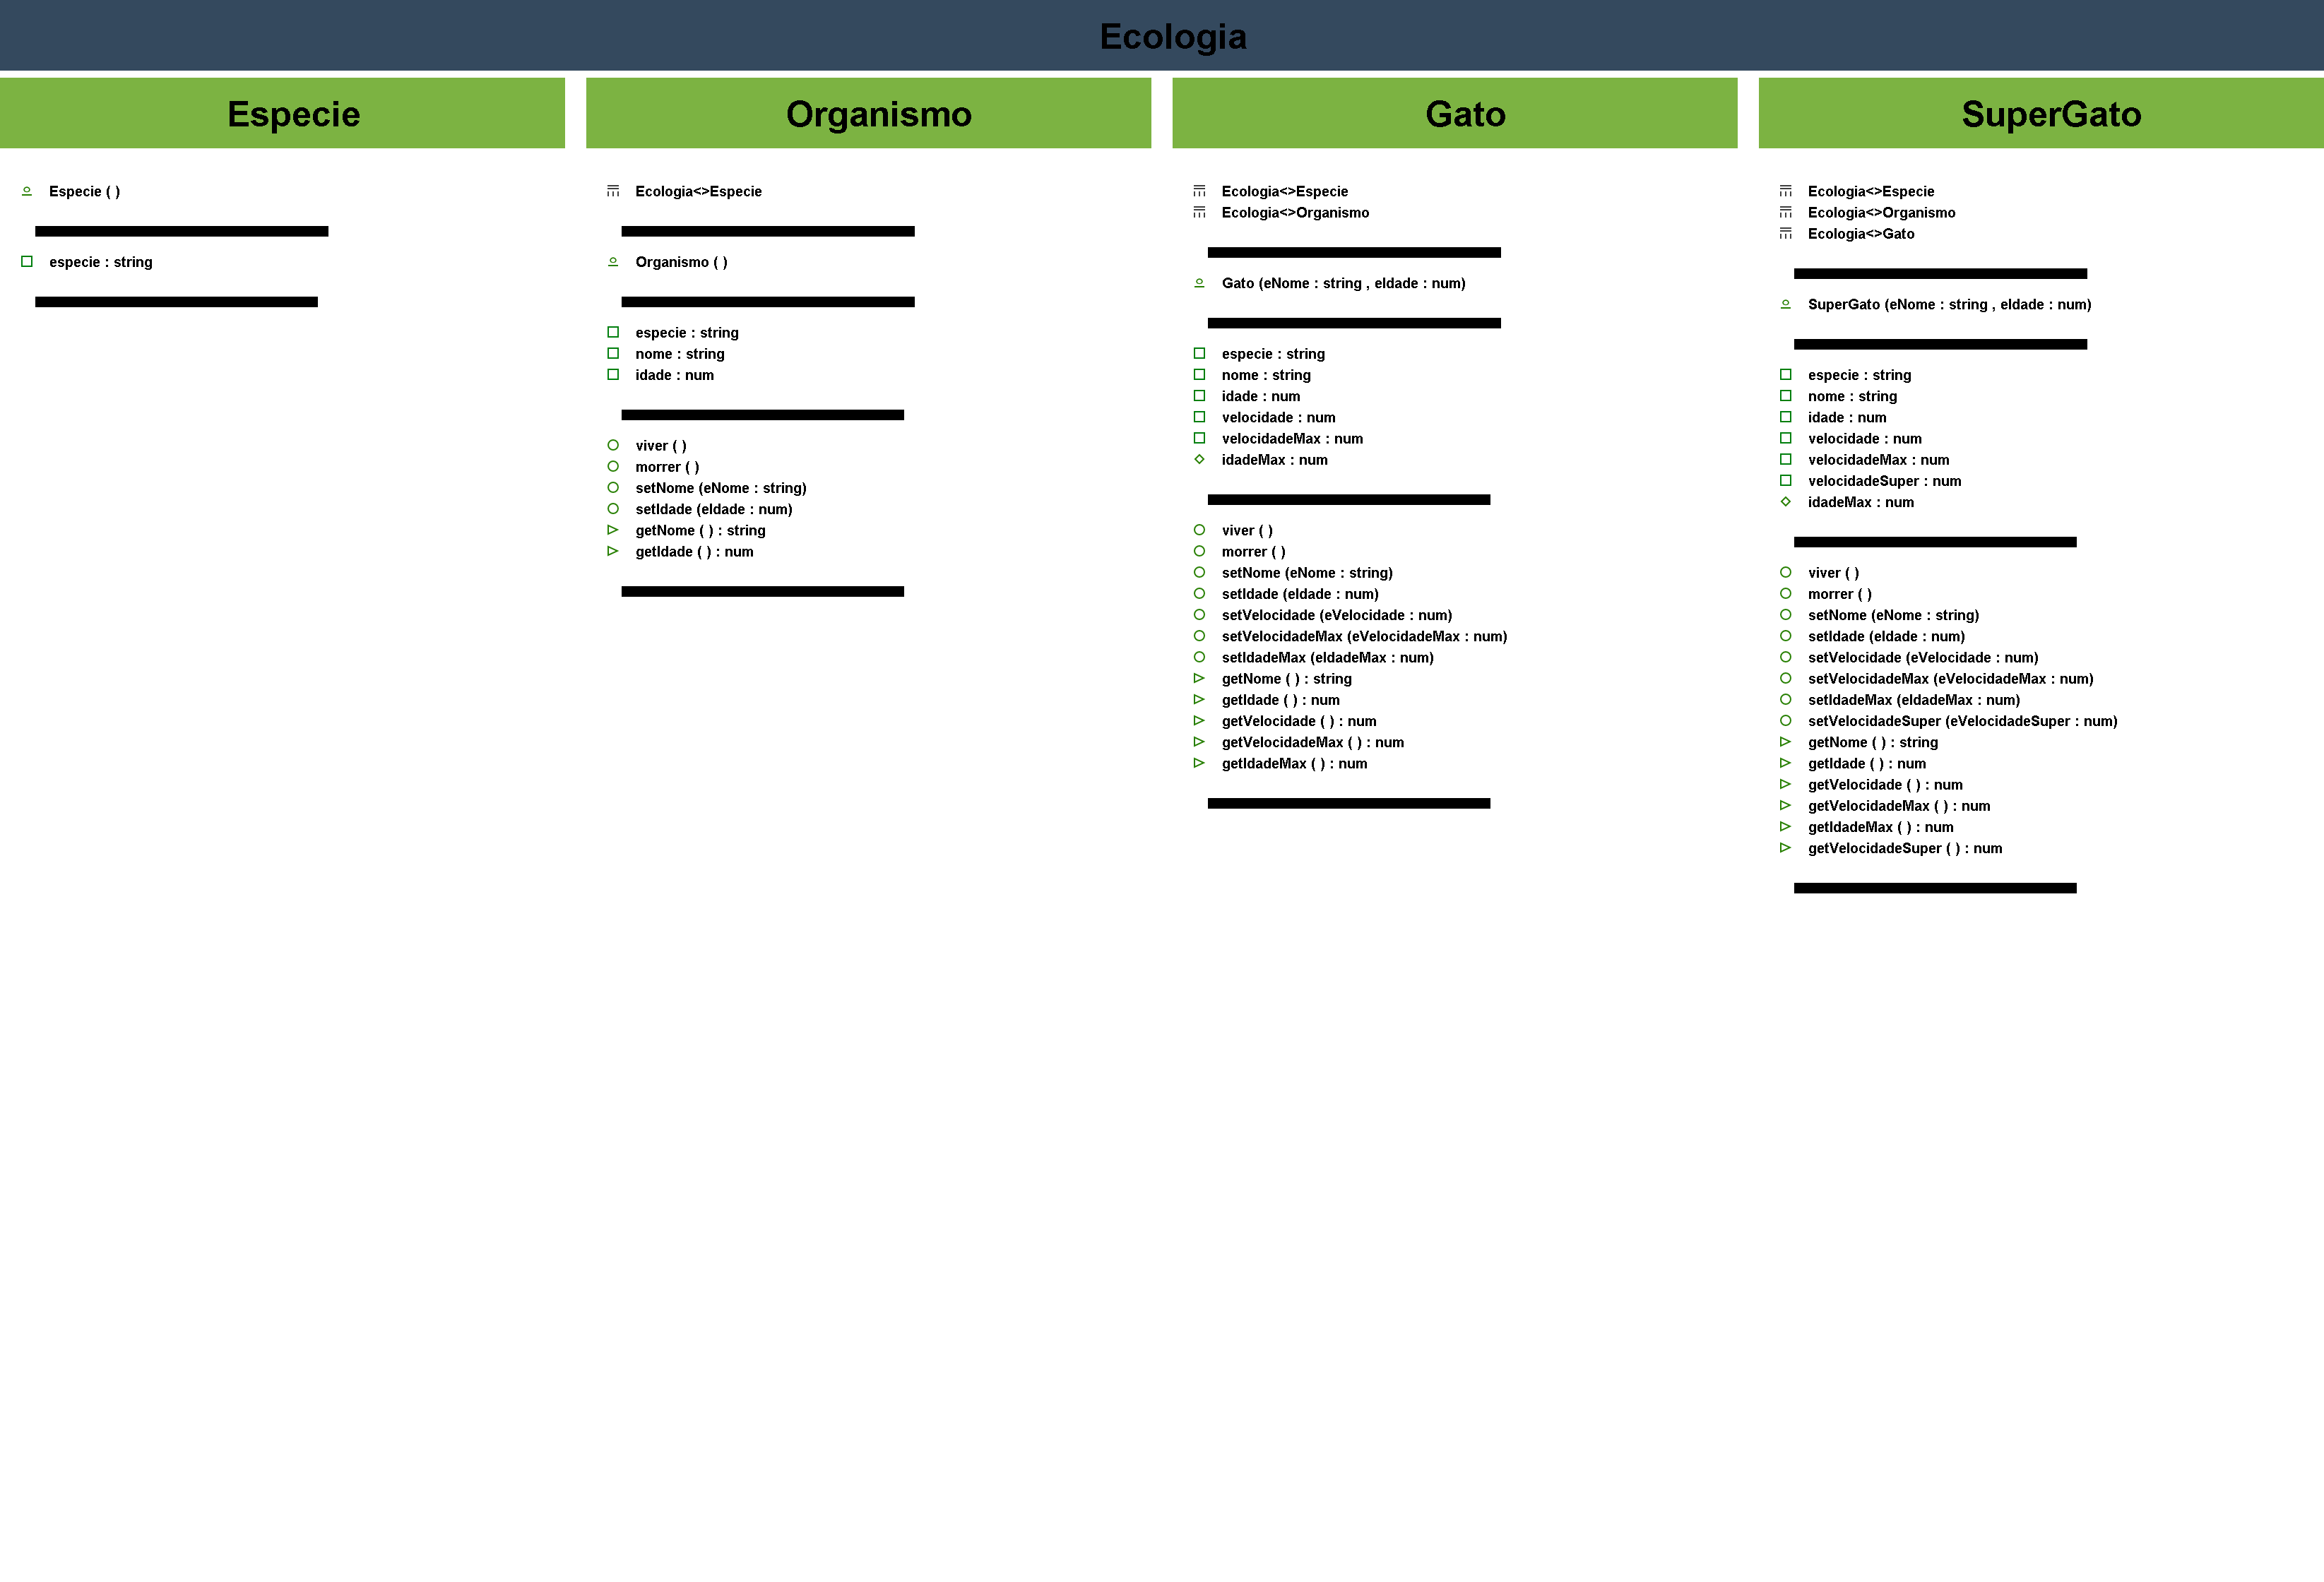 Ecologia
Especie
Especie ( )
especie : string
Organismo
Ecologia<>Especie
Organismo ( )
especie : string
nome : string
idade : num
viver ( )
morrer ( )
setNome (eNome : string)
setIdade (eIdade : num)
getNome ( ) : string
getIdade ( ) : num
Gato
Ecologia<>Especie
Ecologia<>Organismo
Gato (eNome : string , eIdade : num)
especie : string
nome : string
idade : num
velocidade : num
velocidadeMax : num
idadeMax : num
viver ( )
morrer ( )
setNome (eNome : string)
setIdade (eIdade : num)
setVelocidade (eVelocidade : num)
setVelocidadeMax (eVelocidadeMax : num)
setIdadeMax (eIdadeMax : num)
getNome ( ) : string
getIdade ( ) : num
getVelocidade ( ) : num
getVelocidadeMax ( ) : num
getIdadeMax ( ) : num
SuperGato
Ecologia<>Especie
Ecologia<>Organismo
Ecologia<>Gato
SuperGato (eNome : string , eIdade : num)
especie : string
nome : string
idade : num
velocidade : num
velocidadeMax : num
velocidadeSuper : num
idadeMax : num
viver ( )
morrer ( )
setNome (eNome : string)
setIdade (eIdade : num)
setVelocidade (eVelocidade : num)
setVelocidadeMax (eVelocidadeMax : num)
setIdadeMax (eIdadeMax : num)
setVelocidadeSuper (eVelocidadeSuper : num)
getNome ( ) : string
getIdade ( ) : num
getVelocidade ( ) : num
getVelocidadeMax ( ) : num
getIdadeMax ( ) : num
getVelocidadeSuper ( ) : num